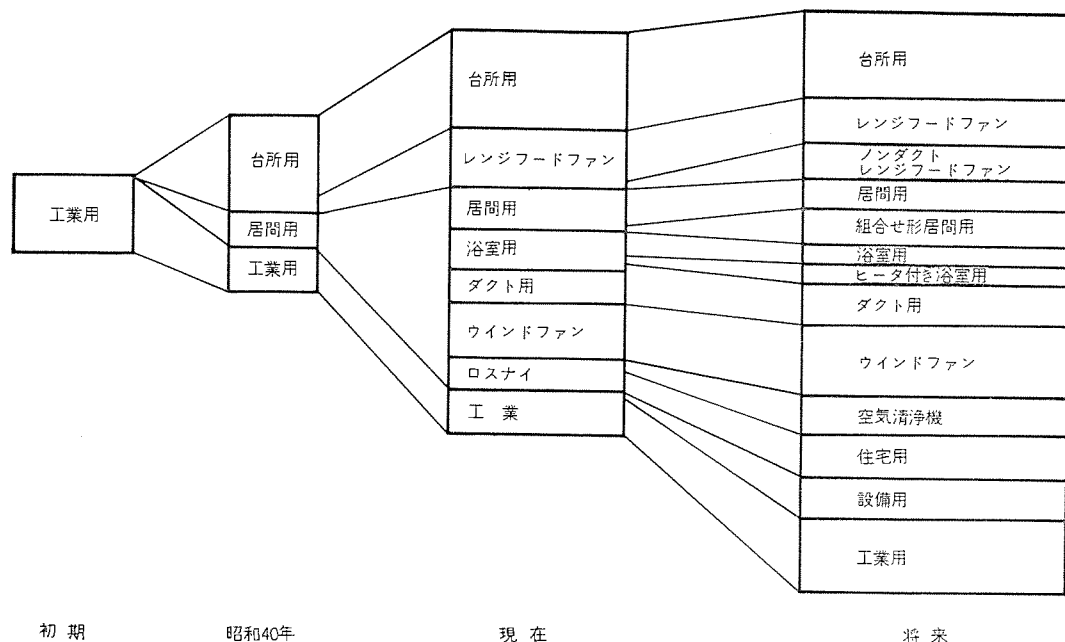 工業用
台所用
居間用
工業用
台所用
レンジフードファン
居間用
浴室用
ダクト用
ウインドファン
ロスナイ
工業
台所用
レンジフードファン
ノンダクト
レンジフードファン
居間用
組合せ形居間用
浴室用
ヒータ付き浴室用
ダクト用
ウインドファン
空気清浄機
住宅用
設備用
工業用
初期
昭和40年
現在
将来